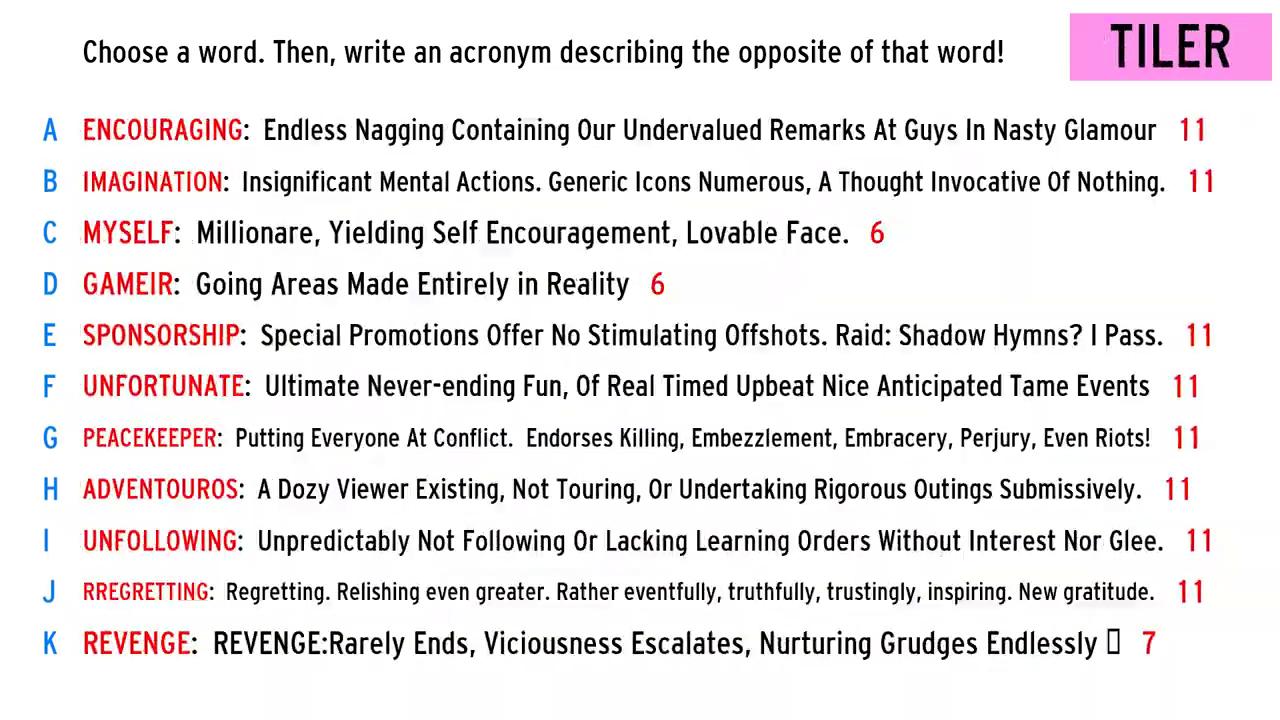 Choose a word. Then, write an acronym describing the opposite of that word!
TILER
A ENCOURAGING: Endless Nagging Containing Our Undervalued Remarks At Guys In Nasty Glamour 11
B IMAGINATION: Insignificant Mental Actions. Generic Icons Numerous, A Thought Invocative Of Nothing. 11
C MYSELF: Millionare, Yielding Self Encouragement, Lovable Face. 6
D GAMEIR: Going Areas Made Entirely in Reality 6
E SPONSORSHIP: Special Promotions Offer No Stimulating Offshots. Raid: Shadow Hymns? I Pass. 11
F UNFORTUNATE: Ultimate Never-ending Fun, Of Real Timed Upbeat Nice Anticipated Tame Events 11
G PEACEKEEPER: Putting Everyone At Conflict. Endorses Killing, Embezzlement, Embracery, Perjury, Even Riots! 11
H ADVENTOUROS: A Dozy Viewer Existing, Not Touring, Or Undertaking Rigorous Outings Submissively. 11
I UNFOLLOWING: Unpredictably Not Following Or Lacking Learning Orders Without Interest Nor Glee. 11
J RREGRETTING: Regretting. Relishing even greater. Rather eventfully, truthfully, trustingly, inspiring. New gratitude. 11
K REVENGE: REVENGE:Rarely Ends, Viciousness Escalates, Nurturing Grudges Endlessly ▯ 7